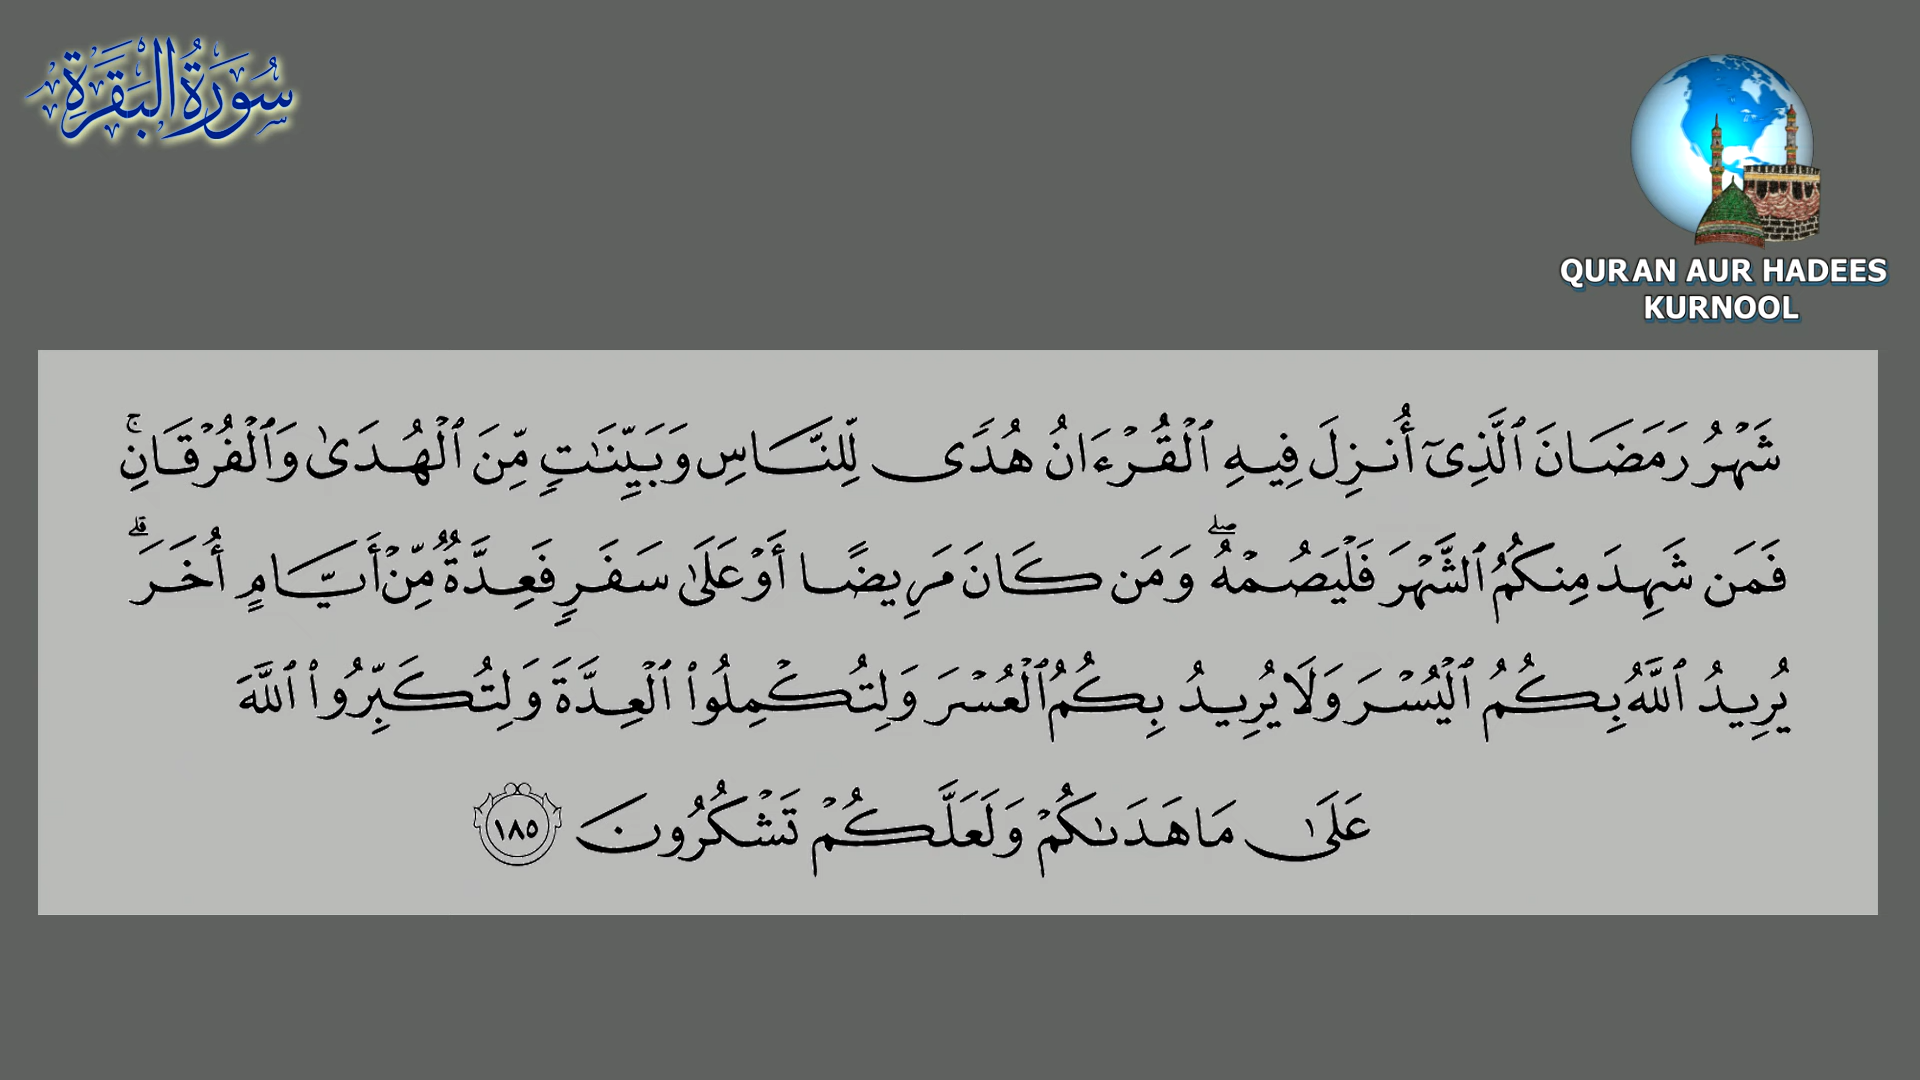 سُورَةُ الْبَقَرَةِ
QURAN AUR HADEES
KURNOOL
شَهْرُ رَمَضَانَ ٱلَّذِىٓ أُنزِلَ فِيهِ ٱلْقُرْءَانُ هُدًى لِّلنَّاسِ وَبَيِّنَٰتٍ مِّنَ ٱلْهُدَىٰ وَٱلْفُرْقَانِ ۚ
فَمَن شَهِدَ مِنكُمُ ٱلشَّهْرَ فَلْيَصُمْهُ ۖ وَمَن كَانَ مَرِيضًا أَوْ عَلَىٰ سَفَرٍ فَعِدَّةٌ مِّنْ أَيَّامٍ أُخَرَ ۗ
يُرِيدُ ٱللَّهُ بِكُمُ ٱلْيُسْرَ وَلَا يُرِيدُ بِكُمُ ٱلْعُسْرَ وَلِتُكْمِلُوا۟ ٱلْعِدَّةَ وَلِتُكَبِّرُوا۟ ٱللَّهَ
عَلَىٰ مَا هَدَىٰكُمْ وَلَعَلَّكُمْ تَشْكُرُونَ ١٨٥